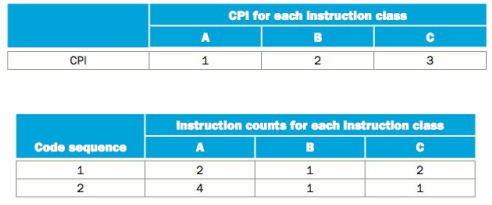 CPI for each instruction class
A B C
CPI 1 2 3
Instruction counts for each instruction class
Code sequence A B C
1 2 1 2
2 4 1 1